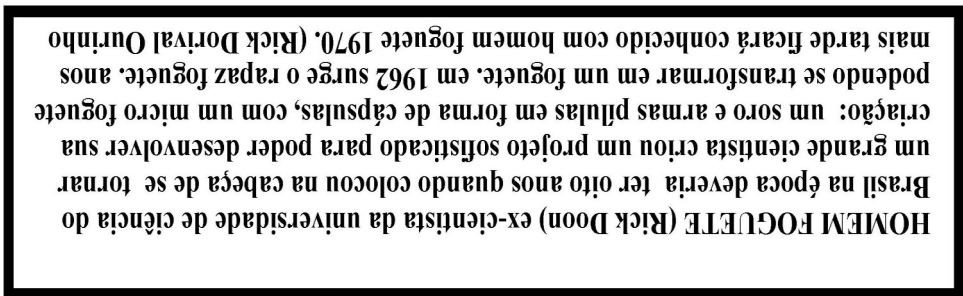 HOMEM FOGUETE (Rick Doon) ex-cientista da universidade de ciência do
Brasil na época deveria  ter oito anos quando colocou na cabeça de se  tornar
um grande cientista criou um projeto sofisticado para poder desenvolver sua
criação:  um soro e armas pílulas em forma de cápsulas, com um micro foguete
podendo se transformar em um foguete. em 1962 surge o rapaz foguete. anos
mais tarde ficará conhecido com homem foguete 1970. (Rick Dorival Ourinho